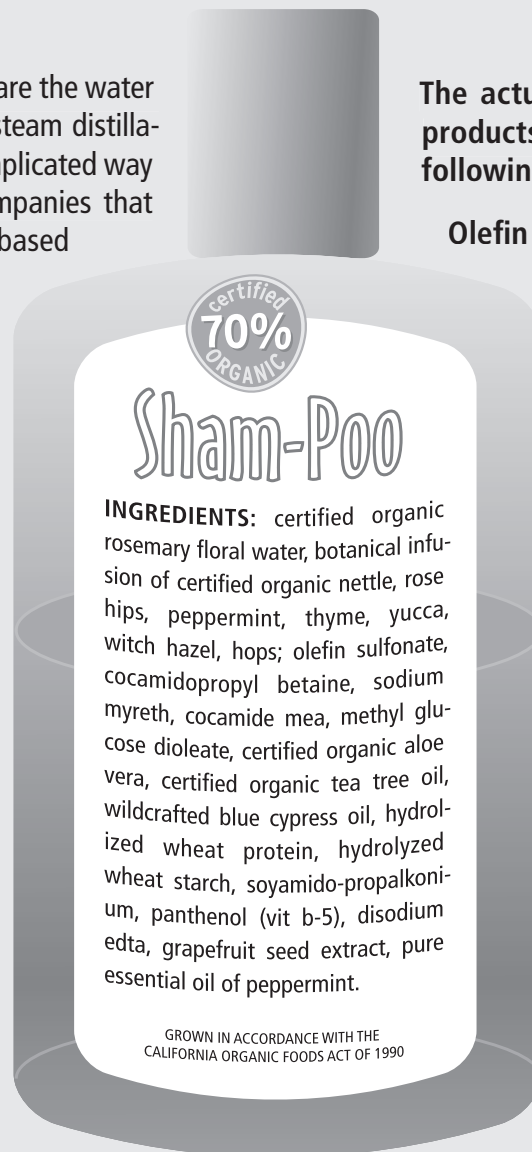 are the water
steam distilla-
mplicated way
mpanies that
based
The actu
products
followin
Olefin
certified
70%
ORGANIC
Sham-Poo
INGREDIENTS: certified organic
rosemary floral water, botanical infu-
sion of certified organic nettle, rose
hips, peppermint, thyme, yucca,
witch hazel, hops; olefin sulfonate,
cocamidopropyl betaine, sodium
myreth, cocamide mea, methyl glu-
cose dioleate, certified organic aloe
vera, certified organic tea tree oil,
wildcrafted blue cypress oil, hydrol-
ized wheat protein, hydrolyzed
wheat starch, soyamido-propalkoni-
um, panthenol (vit b-5), disodium
edta, grapefruit seed extract, pure
essential oil of peppermint.
GROWN IN ACCORDANCE WITH THE
CALIFORNIA ORGANIC FOODS ACT OF 1990